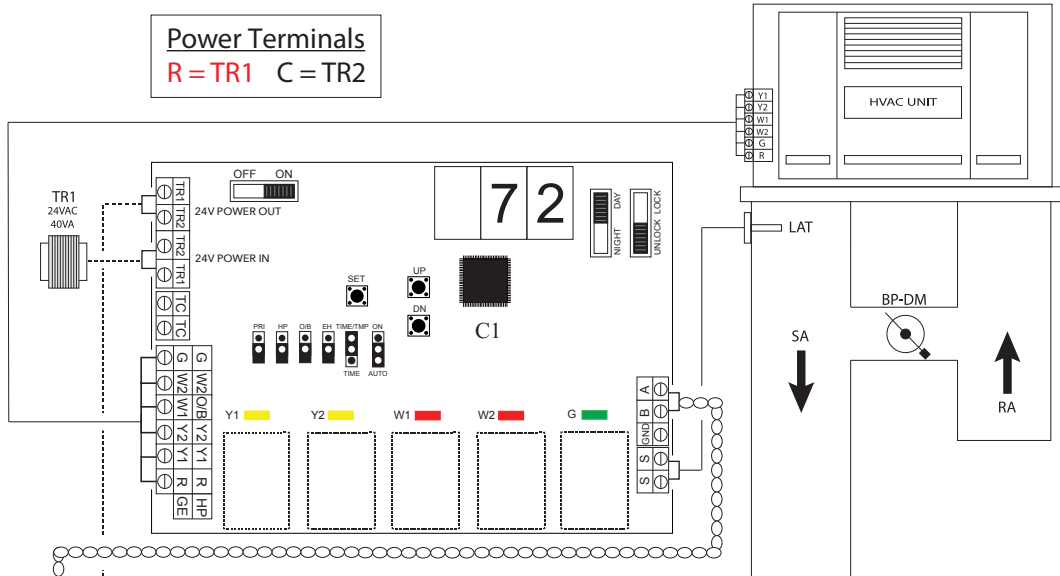 Power Terminals
R = TR1 C = TR2
TR1
24VAC
40VA
OFF ON
TR1
TR2
24V POWER OUT
TR2
TR1
24V POWER IN
TC
TC
G G
W2 W2
W1 O/B
Y2 Y2
Y1 Y1
R R
GE HP
72
NIGHT DAY
UNLOCK LOCK
SET
UP
DN
C1
PRI HP O/B EH TIME/TMP ON
TIME AUTO
Y1 Y2 W1 W2 G
A
B
GND
S
S
Y1
Y2
W1
W2
G
R
HVAC UNIT
LAT
BP-DM
SA
RA